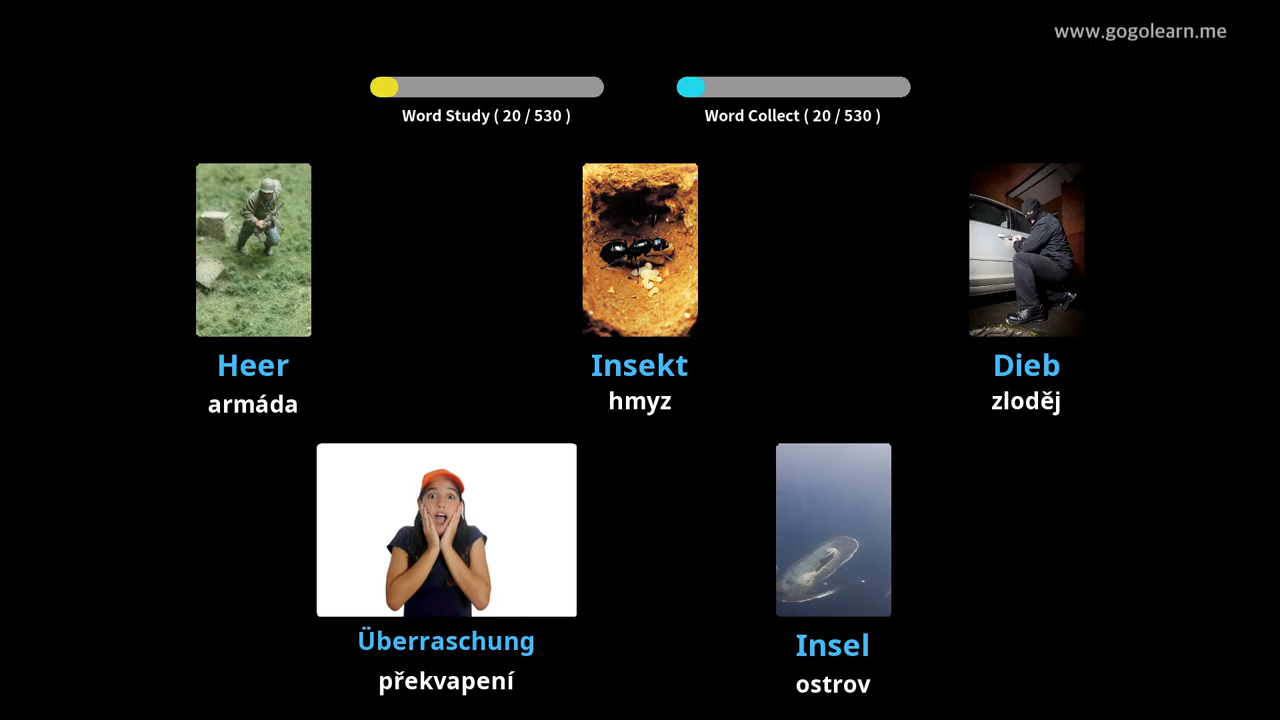 www.gogolearn.me
Word Study ( 20 / 530 )
Word Collect ( 20 / 530 )
Heer
armáda
Insekt
hmyz
Dieb
zloděj
Überraschung
překvapení
Insel
ostrov